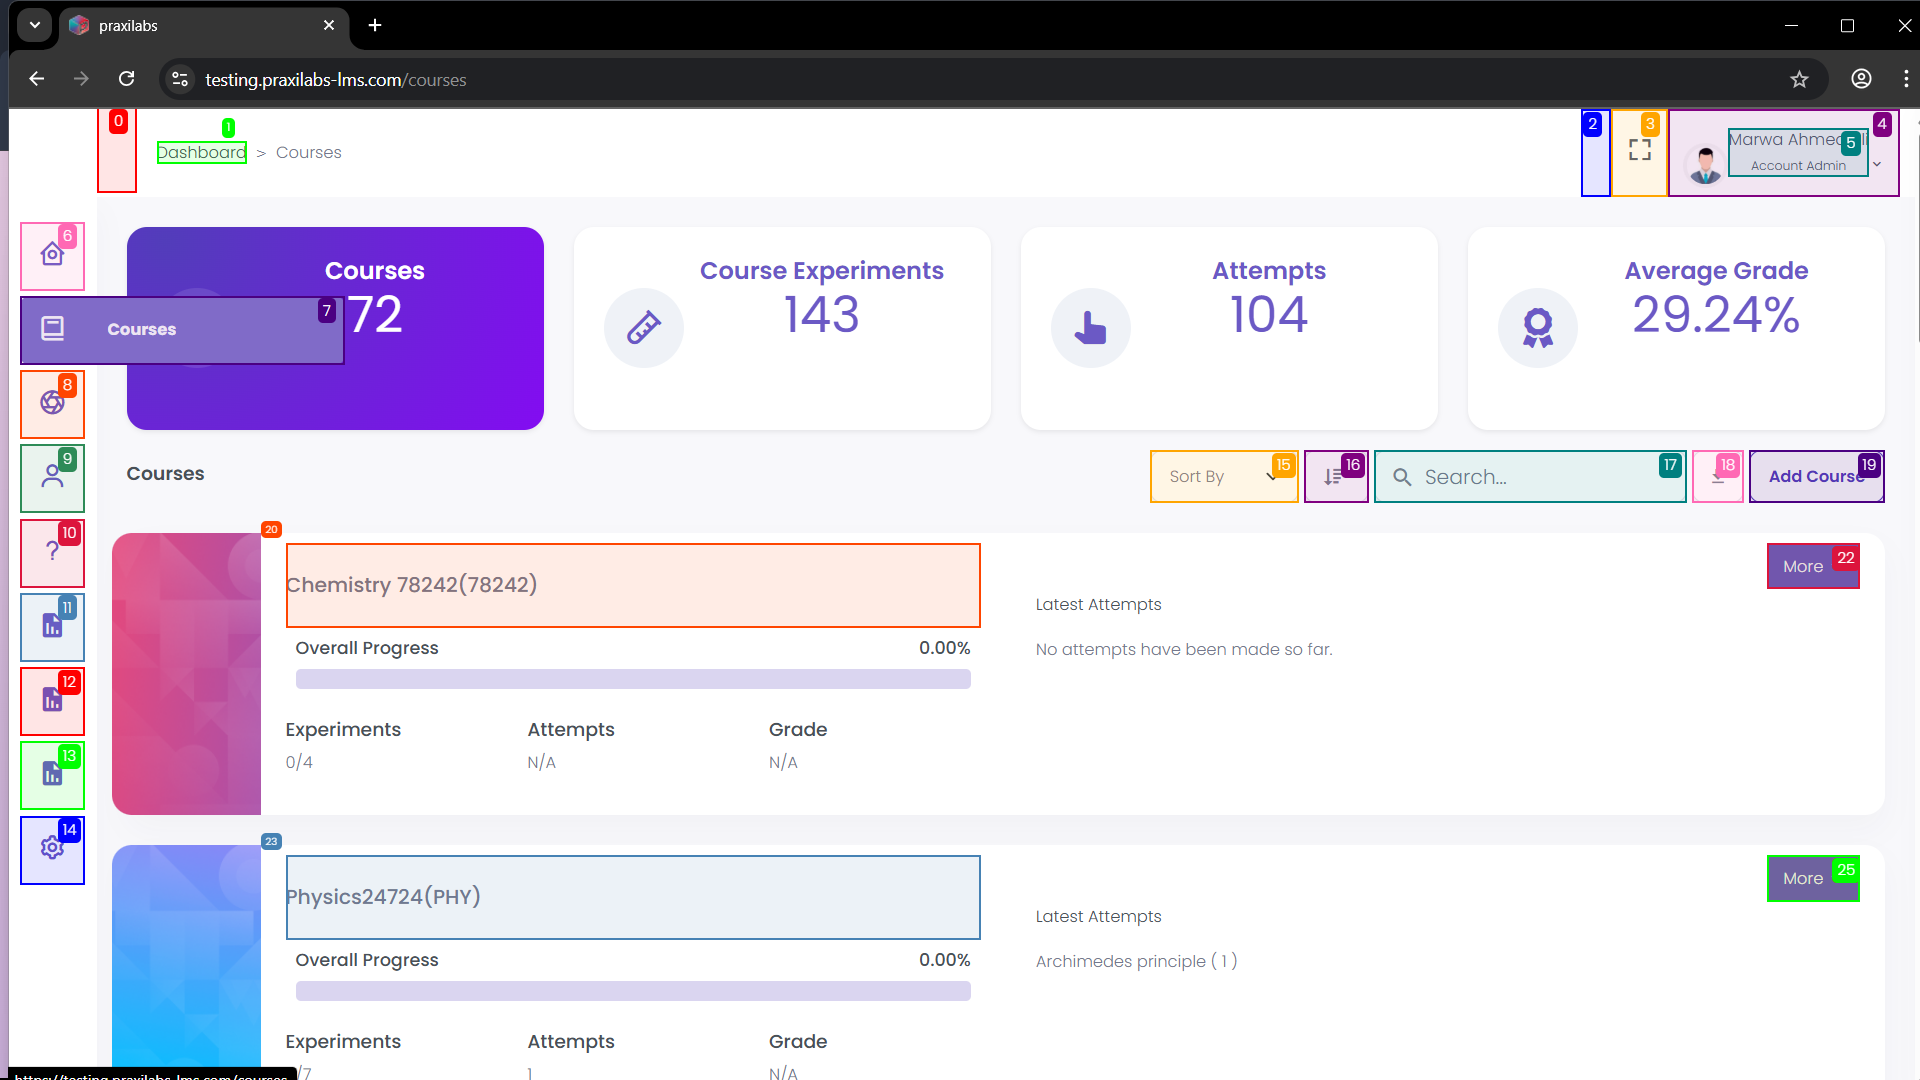 praxilabs
testing.praxilabs-lms.com/courses
0
1
2
3
4
Dashboard > Courses
Marwa Ahmed
5
Account Admin
6
Courses
72
Course Experiments
143
Attempts
104
Average Grade
29.24%
7
Courses
8
9
Courses
Sort By
15
16
Search...
17
18
Add Course
19
10
20
Chemistry 78242(78242)
More
22
Latest Attempts
11
Overall Progress
0.00%
No attempts have been made so far.
12
Experiments
Attempts
Grade
0/4
N/A
N/A
13
14
23
Physics24724(PHY)
More
25
Latest Attempts
Overall Progress
0.00%
Archimedes principle ( 1 )
Experiments
Attempts
Grade
/7
1
N/A
https://testing.praxilabs-lms.com/courses